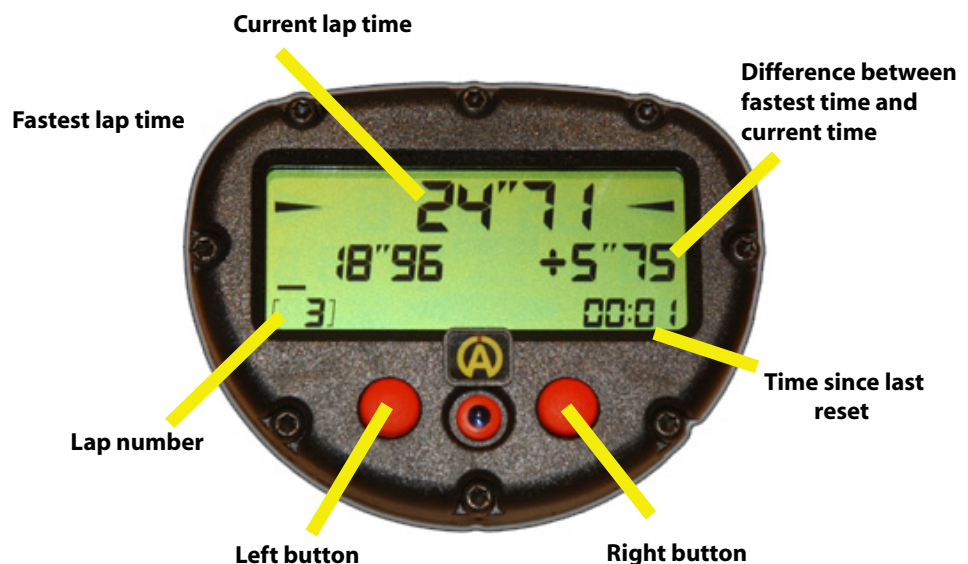 Current lap time
Difference between
fastest time and
current time
Fastest lap time
24"71
18"96 ÷5"75
[ 3] 00:01
A
Time since last
reset
Lap number
Left button
Right button